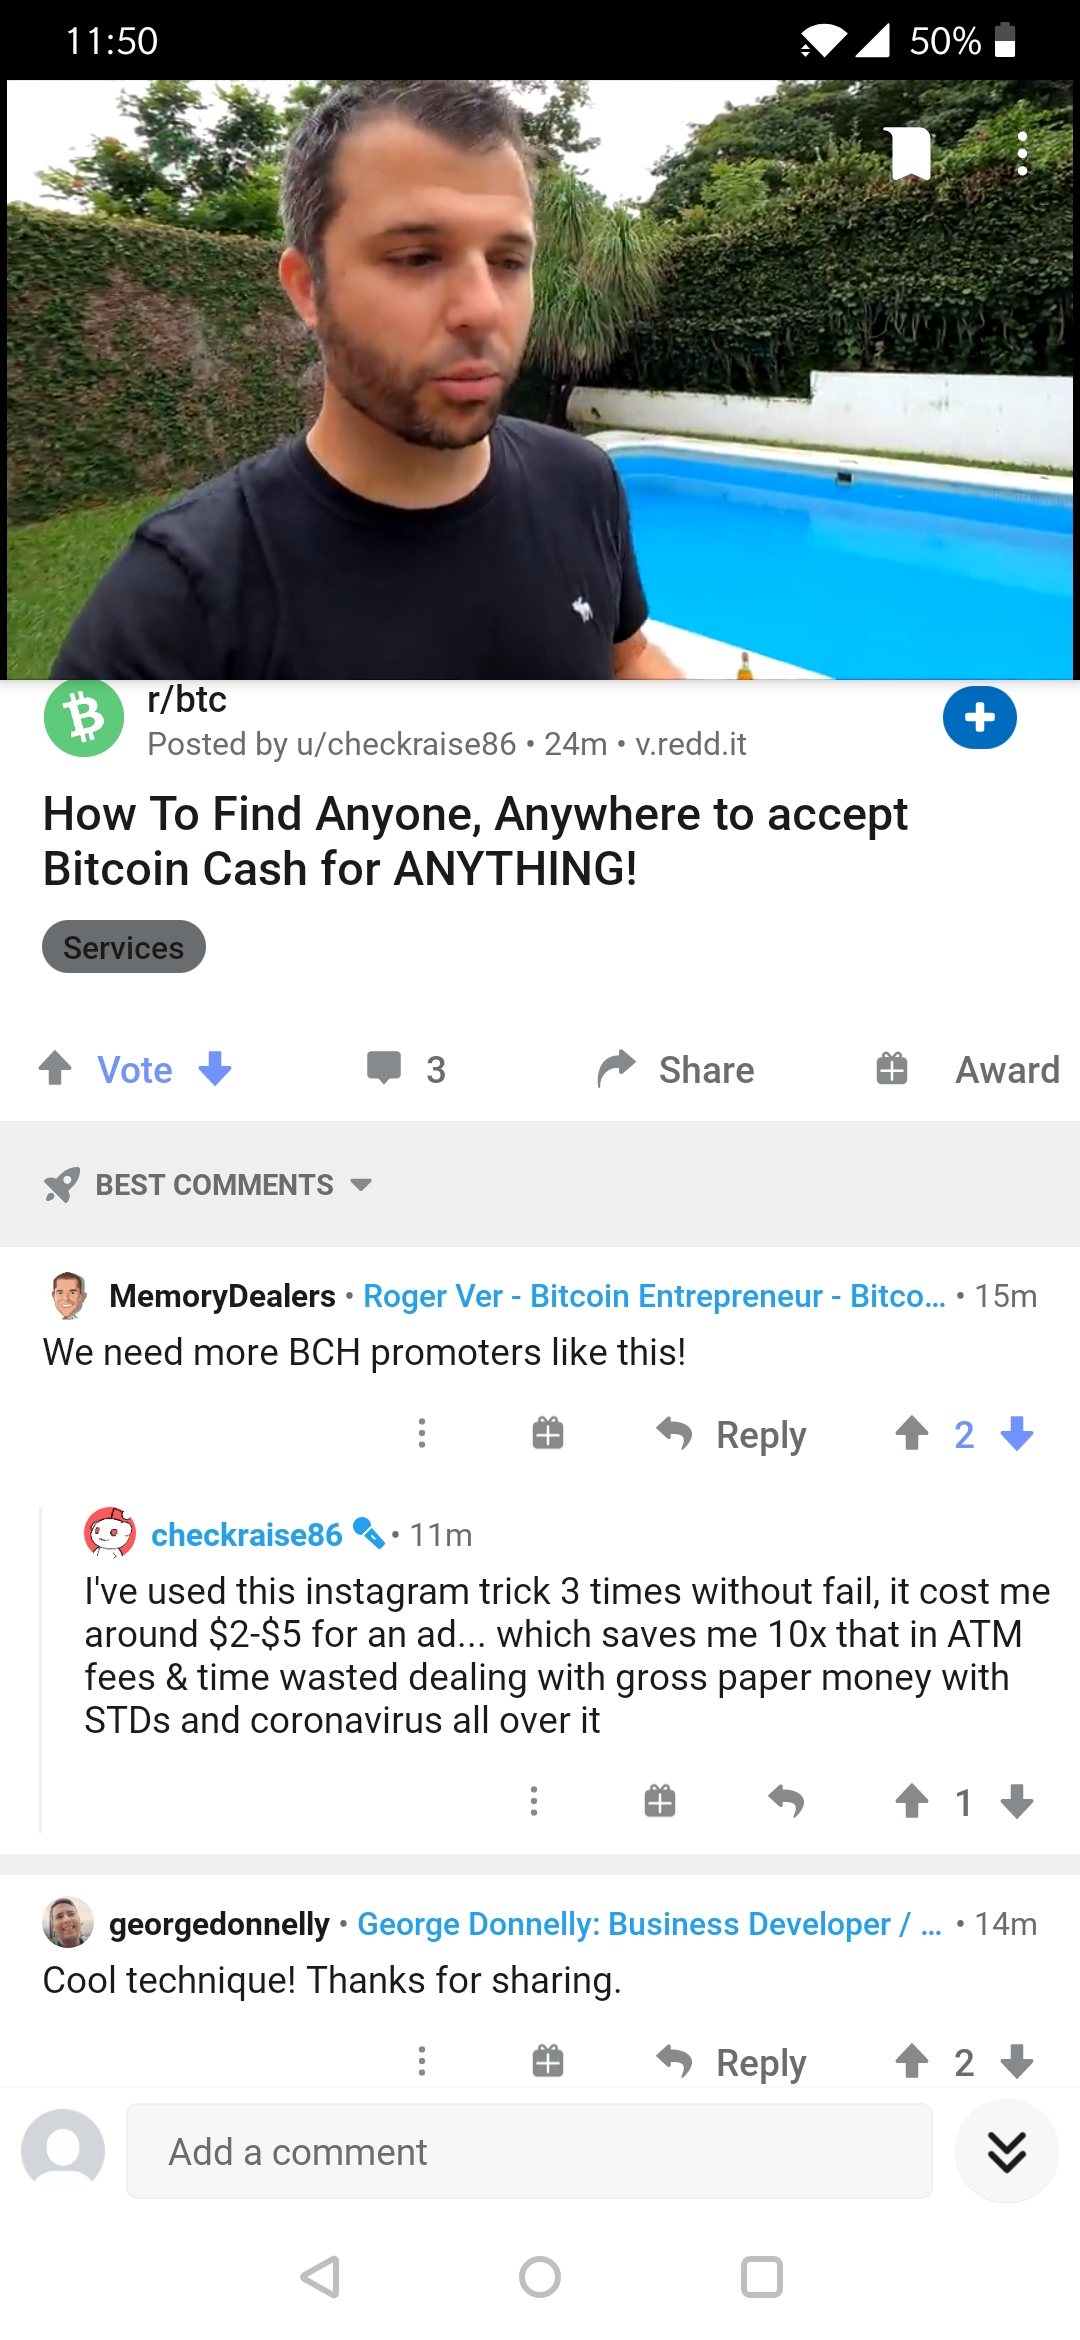 11:50
50%
r/btc
Posted by u/checkraise86 • 24m • v.redd.it
How To Find Anyone, Anywhere to accept
Bitcoin Cash for ANYTHING!
Services
Vote
3
Share
Award
BEST COMMENTS
MemoryDealers • Roger Ver - Bitcoin Entrepreneur - Bitco... • 15m
We need more BCH promoters like this!
Reply
2
checkraise86 • 11m
I've used this instagram trick 3 times without fail, it cost me
around $2-$5 for an ad... which saves me 10x that in ATM
fees & time wasted dealing with gross paper money with
STDs and coronavirus all over it
1
georgedonnelly • George Donnelly: Business Developer / ... • 14m
Cool technique! Thanks for sharing.
Reply
2
Add a comment